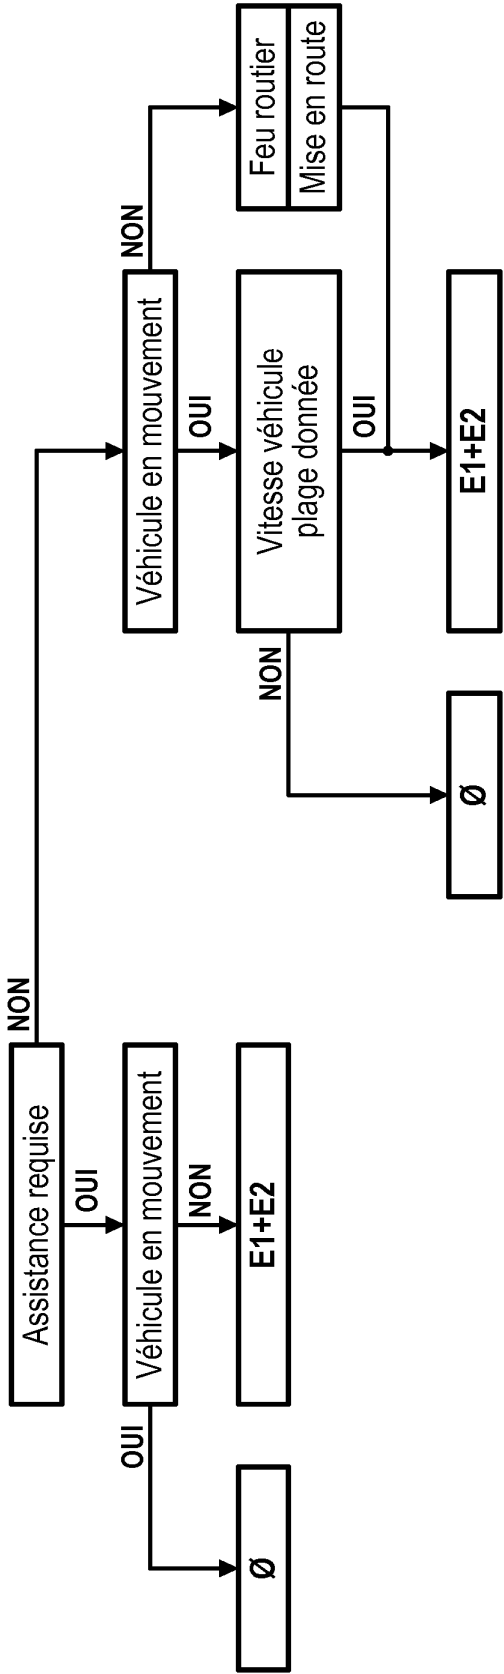 Assistance requise
NON
OUI
Véhicule en mouvement
OUI
NON
Ø
E1+E2
Véhicule en mouvement
NON
OUI
Vitesse véhicule
plage donnée
Feu routier
Mise en route
NON
OUI
Ø
E1+E2